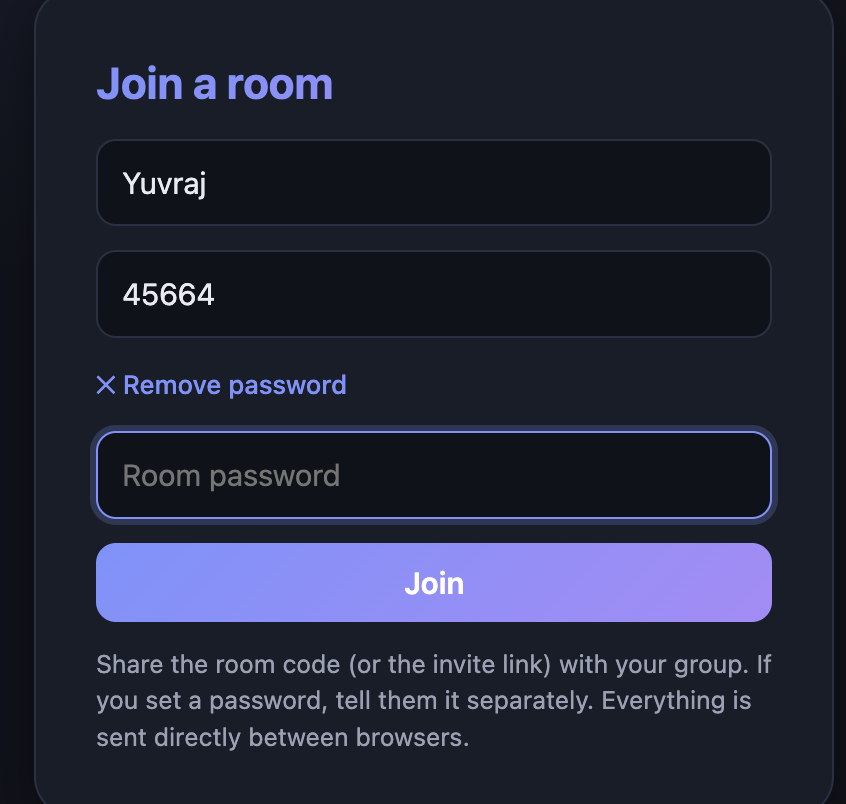 Join a room
Yuvraj
45664
× Remove password
Room password
Join
Share the room code (or the invite link) with your group. If
you set a password, tell them it separately. Everything is
sent directly between browsers.